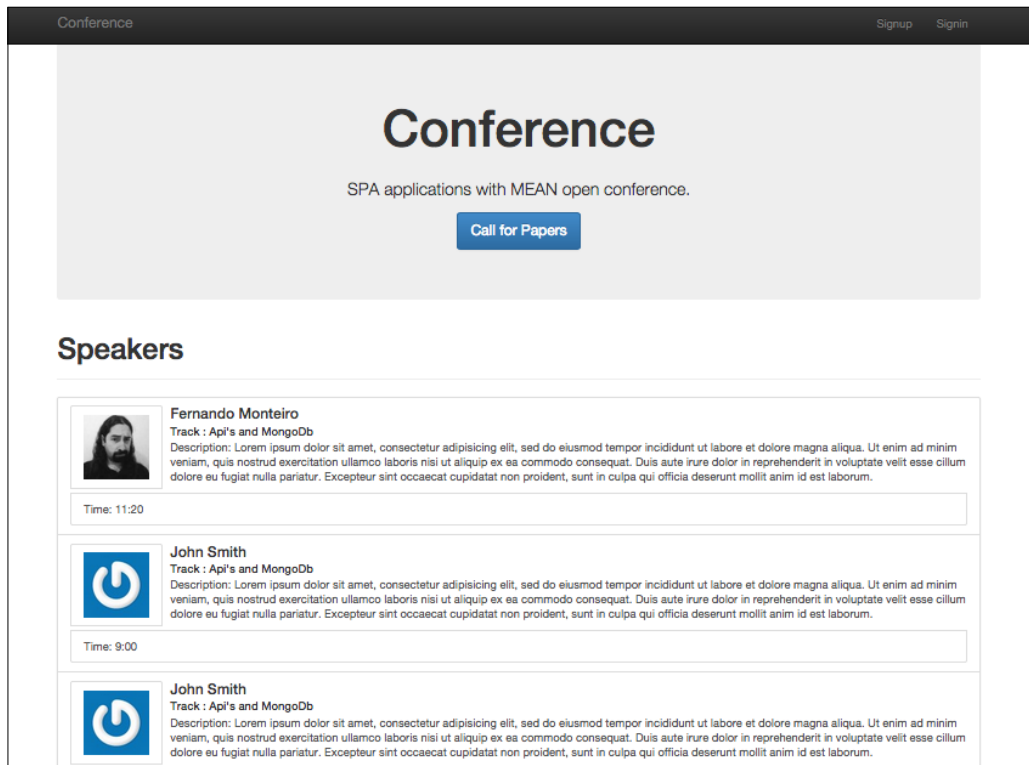 Conference
Signup
Signin
Conference
SPA applications with MEAN open conference.
Call for Papers
Speakers
Fernando Monteiro
Track : Api's and MongoDb
Description: Lorem ipsum dolor sit amet, consectetur adipisicing elit, sed do eiusmod tempor incididunt ut labore et dolore magna aliqua. Ut enim ad minim
veniam, quis nostrud exercitation ullamco laboris nisi ut aliquip ex ea commodo consequat. Duis aute irure dolor in reprehenderit in voluptate velit esse cillum
dolore eu fugiat nulla pariatur. Excepteur sint occaecat cupidatat non proident, sunt in culpa qui officia deserunt mollit anim id est laborum.
Time: 11:20
John Smith
Track : Api's and MongoDb
Description: Lorem ipsum dolor sit amet, consectetur adipisicing elit, sed do eiusmod tempor incididunt ut labore et dolore magna aliqua. Ut enim ad minim
veniam, quis nostrud exercitation ullamco laboris nisi ut aliquip ex ea commodo consequat. Duis aute irure dolor in reprehenderit in voluptate velit esse cillum
dolore eu fugiat nulla pariatur. Excepteur sint occaecat cupidatat non proident, sunt in culpa qui officia deserunt mollit anim id est laborum.
Time: 9:00
John Smith
Track : Api's and MongoDb
Description: Lorem ipsum dolor sit amet, consectetur adipisicing elit, sed do eiusmod tempor incididunt ut labore et dolore magna aliqua. Ut enim ad minim
veniam, quis nostrud exercitation ullamco laboris nisi ut aliquip ex ea commodo consequat. Duis aute irure dolor in reprehenderit in voluptate velit esse cillum
dolore eu fugiat nulla pariatur. Excepteur sint occaecat cupidatat non proident, sunt in culpa qui officia deserunt mollit anim id est laborum.